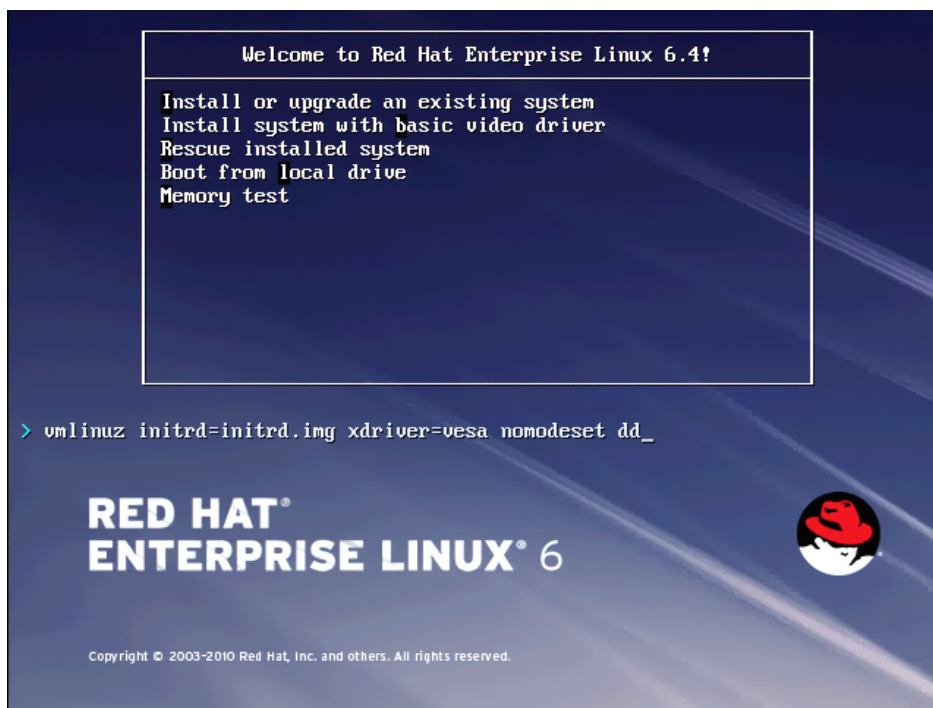 Welcome to Red Hat Enterprise Linux 6.4!
Install or upgrade an existing system
Install system with basic video driver
Rescue installed system
Boot from local drive
Memory test
> vmlinuz initrd=initrd.img xdriver=vesa nomodeset dd_
RED HAT®
ENTERPRISE LINUX® 6
Copyright © 2003-2010 Red Hat, Inc. and others. All rights reserved.